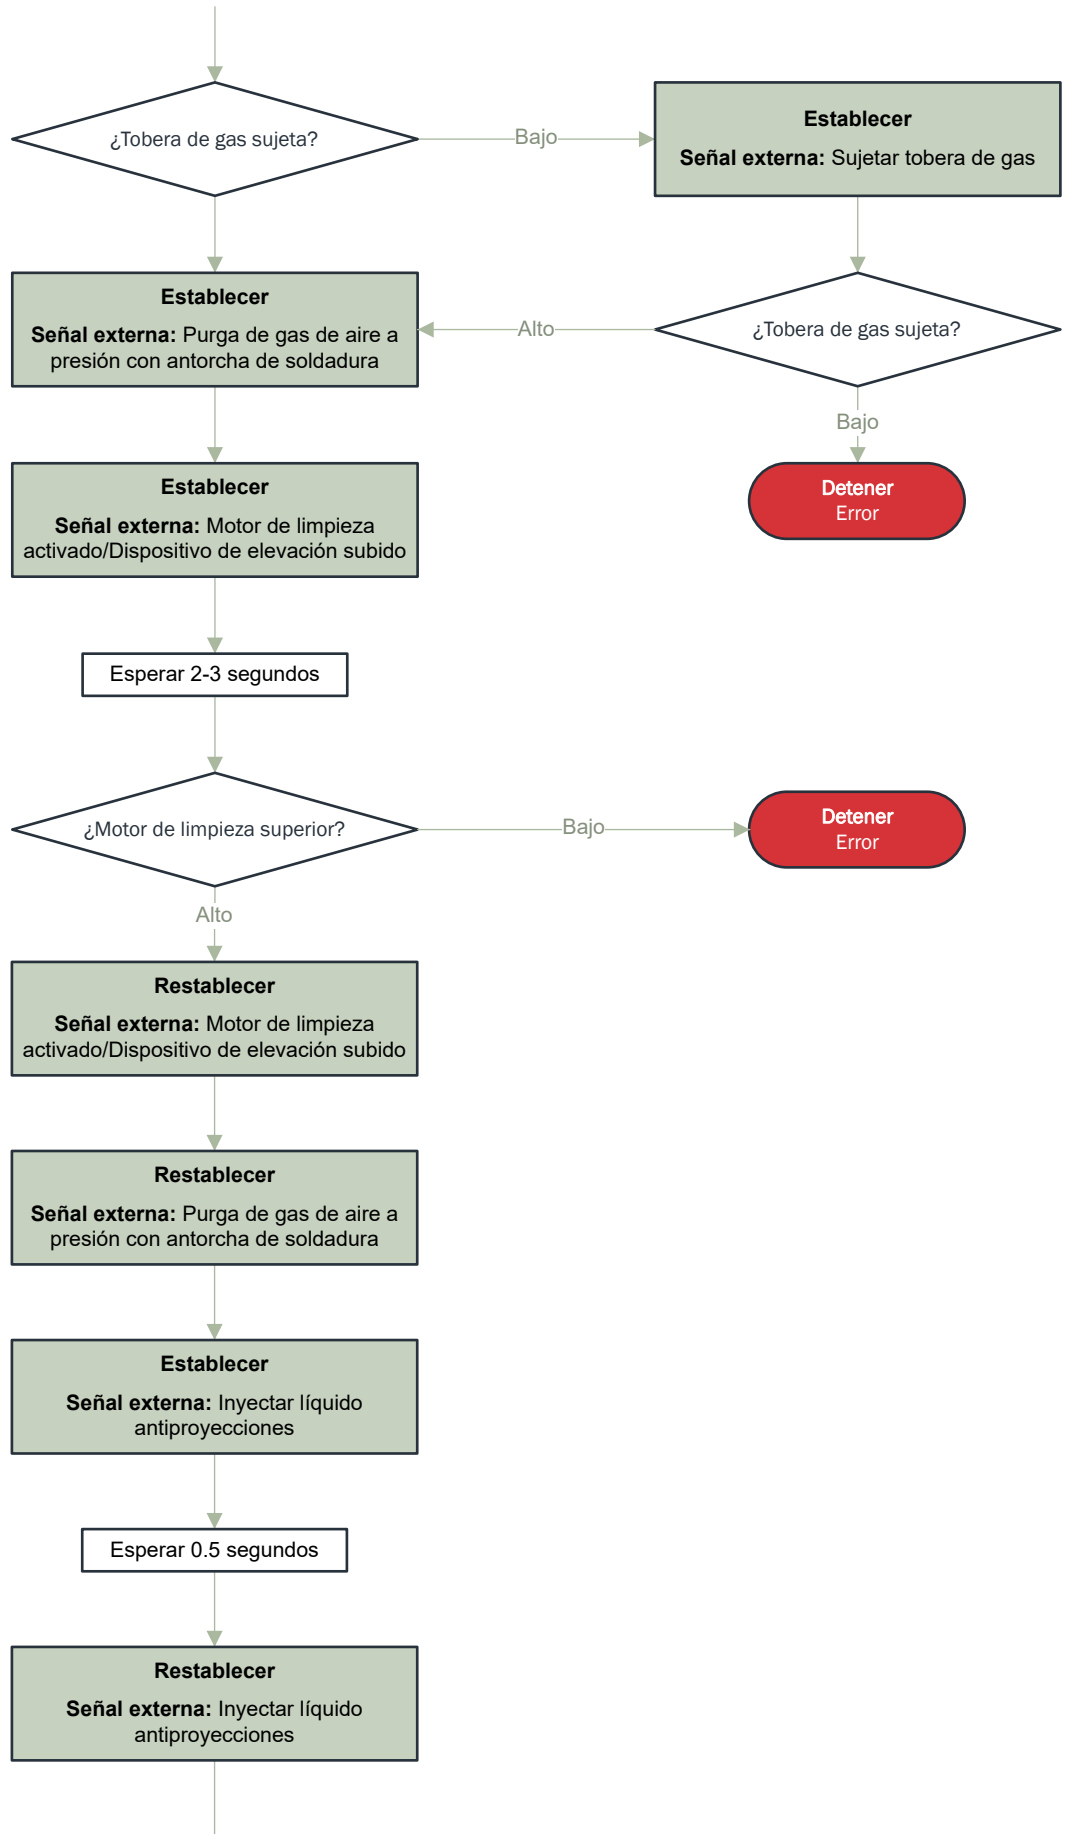 ¿Tobera de gas sujeta?
Bajo
Establecer
Señal externa: Sujetar tobera de gas
Establecer
Señal externa: Purga de gas de aire a
presión con antorcha de soldadura
Alto
¿Tobera de gas sujeta?
Bajo
Detener
Error
Establecer
Señal externa: Motor de limpieza
activado/Dispositivo de elevación subido
Esperar 2-3 segundos
¿Motor de limpieza superior?
Bajo
Detener
Error
Alto
Restablecer
Señal externa: Motor de limpieza
activado/Dispositivo de elevación subido
Restablecer
Señal externa: Purga de gas de aire a
presión con antorcha de soldadura
Establecer
Señal externa: Inyectar líquido
antiproyecciones
Esperar 0.5 segundos
Restablecer
Señal externa: Inyectar líquido
antiproyecciones